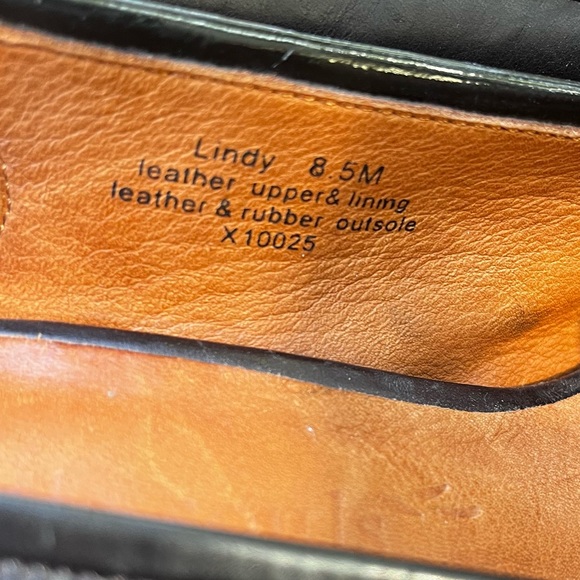 Lindy 8.5M
leather upper& lining
leather & rubber outsole
X10025